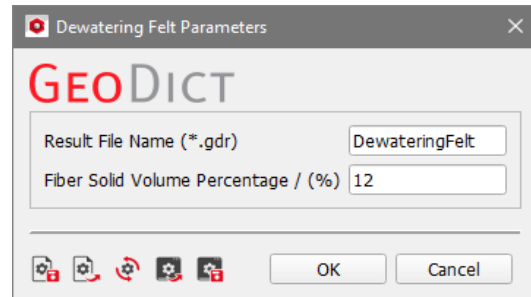 Dewatering Felt Parameters
GEODICT
Result File Name (*.gdr) DewateringFelt
Fiber Solid Volume Percentage / (%) 12
OK Cancel